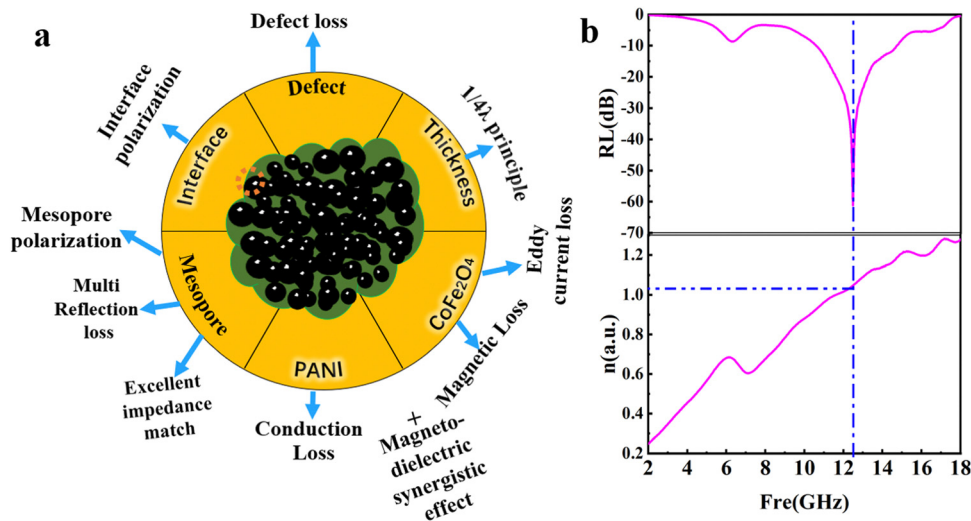 a
Defect loss
Defect
Interface
polarization
Interface
1/4λ principle
Thickness
Mesopore
polarization
Multi
Reflection
loss
Excellent
impedance
match
Mesopore
PANI
Conduction
Loss
CoFe₂O₄
Eddy
current loss
Magnetic Loss
+
Magneto-
dielectric
synergistic
effect
b
RL(dB)
0
-10
-20
-30
-40
-50
-60
-70
n(a.u.)
1.2
1.0
0.8
0.6
0.4
0.2
2 4 6 8 10 12 14 16 18
Fre(GHz)